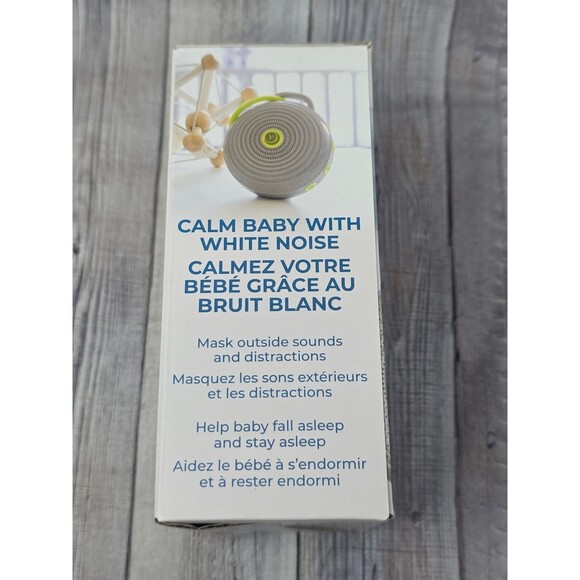 CALM BABY WITH
WHITE NOISE
CALMEZ VOTRE
BÉBÉ GRÂCE AU
BRUIT BLANC
Mask outside sounds
and distractions
Masquez les sons extérieurs
et les distractions
Help baby fall asleep
and stay asleep
Aidez le bébé à s'endormir
et à rester endormi